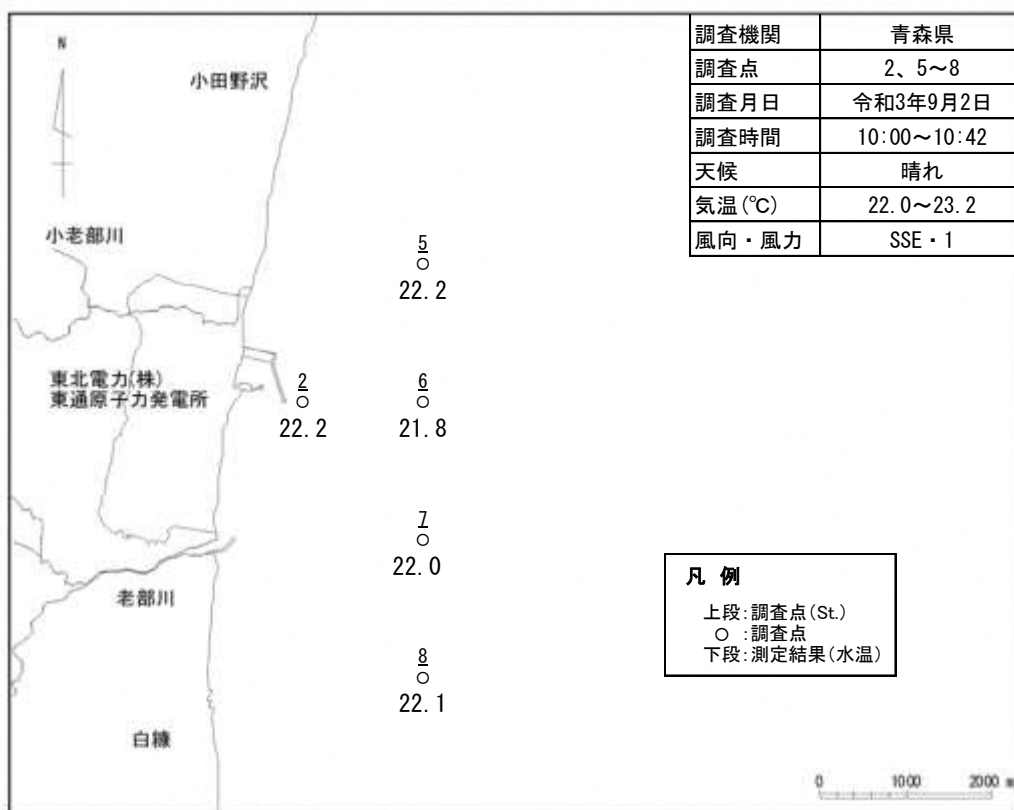 調査機関 青森県
調査点 2、5～8
調査月日 令和3年9月2日
調査時間 10:00～10:42
天候 晴れ
気温(℃) 22.0～23.2
風向・風力 SSE・1
N
小田野沢
小老部川
5
22.2
東北電力(株)
東通原子力発電所
2
22.2
6
21.8
7
22.0
老部川
8
22.1
白糠
凡 例
上段:調査点(St.)
○ :調査点
下段:測定結果(水温)
0 1000 2000 m